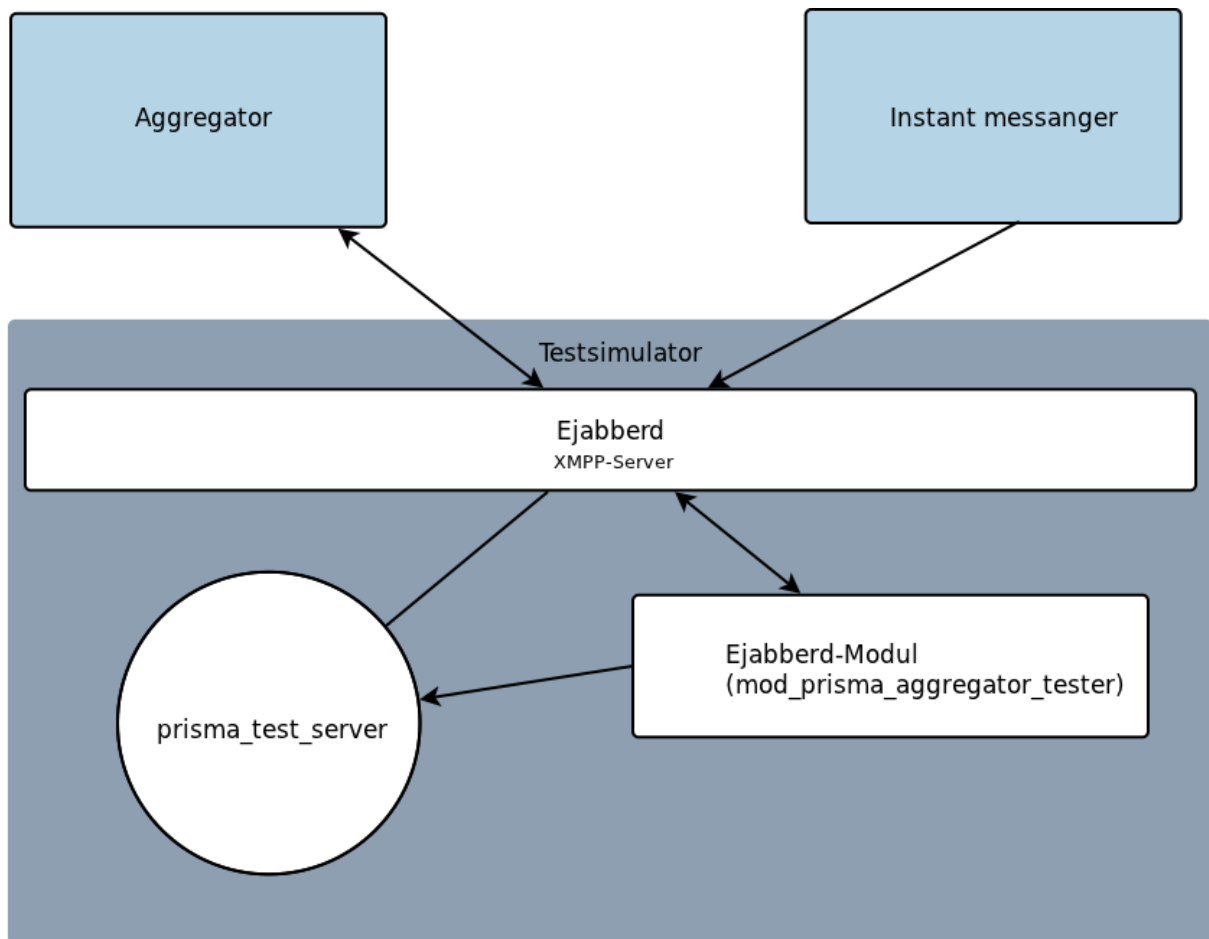 Aggregator
Instant messanger
Testsimulator
Ejabberd
XMPP-Server
Ejabberd-Modul
(mod_prisma_aggregator_tester)
prisma_test_server